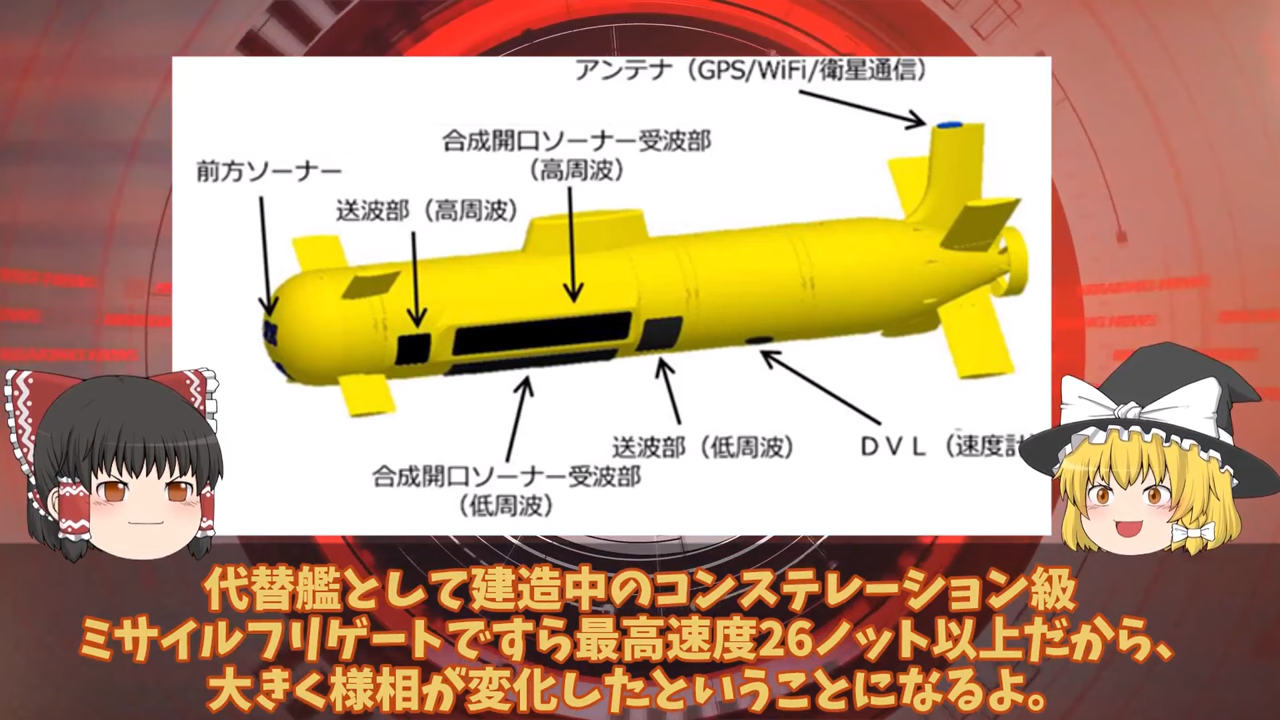 アンテナ（GPS/WiFi/衛星通信）
合成開口ソーナー受波部
（高周波）
前方ソーナー
送波部（高周波）
送波部（低周波）
ＤＶＬ（速度計
合成開口ソーナー受波部
（低周波）
代替艦として建造中のコンステレーション級
ミサイルフリゲートですら最高速度26ノット以上だから、
大きく様相が変化したということになるよ。